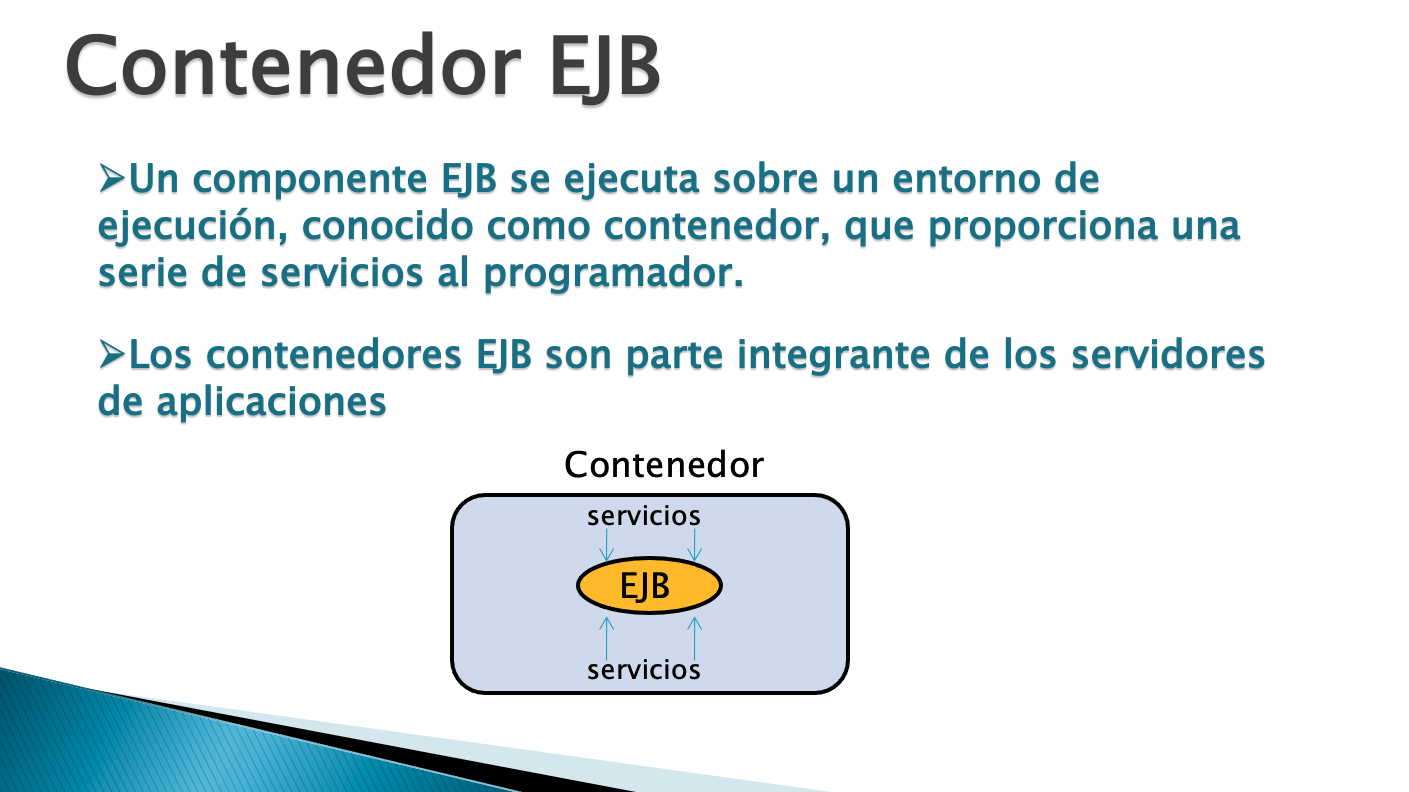 Contenedor EJB
➢Un componente EJB se ejecuta sobre un entorno de
ejecución, conocido como contenedor, que proporciona una
serie de servicios al programador.
➢Los contenedores EJB son parte integrante de los servidores
de aplicaciones
Contenedor
servicios
EJB
servicios